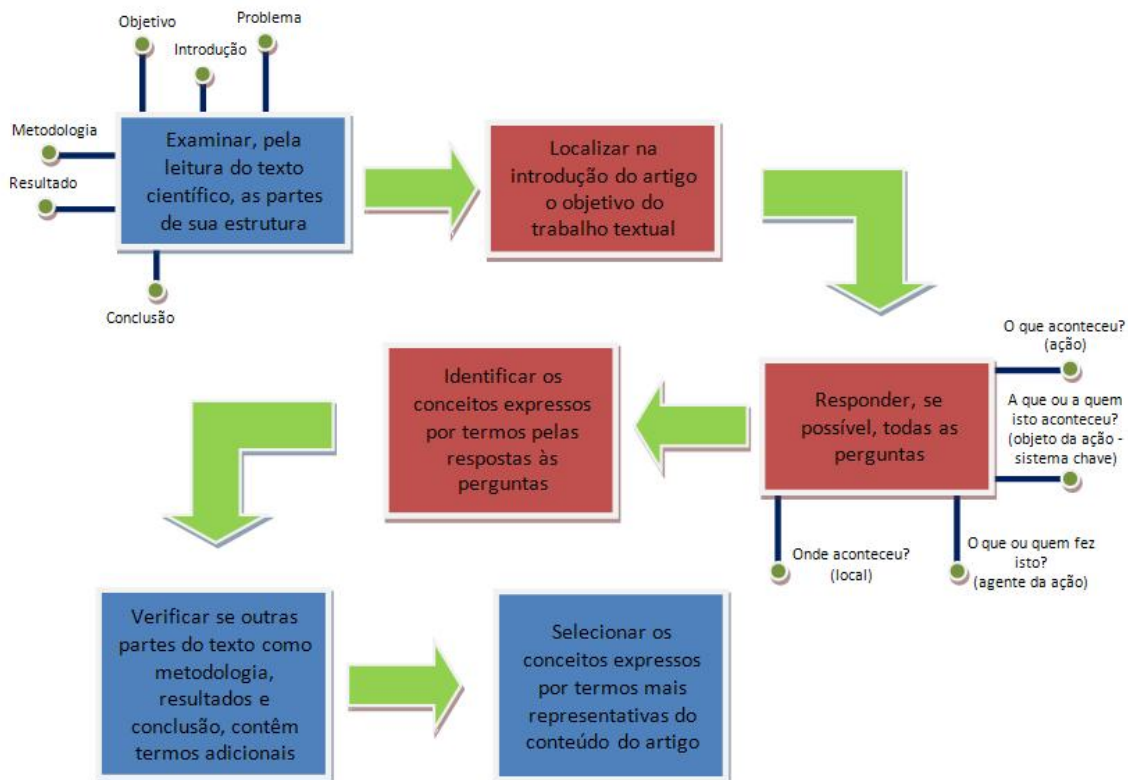 Objetivo
Problema
Introdução
Metodologia
Resultado
Examinar, pela
leitura do texto
científico, as partes
de sua estrutura
Conclusão
Localizar na
introdução do artigo
o objetivo do
trabalho textual
Responder, se
possível, todas as
perguntas
O que aconteceu?
(ação)
A que ou a quem
isto aconteceu?
(objeto da ação -
sistema chave)
O que ou quem fez
isto?
(agente da ação)
Onde aconteceu?
(local)
Identificar os
conceitos expressos
por termos pelas
respostas às
perguntas
Verificar se outras
partes do texto como
metodologia,
resultados e
conclusão, contêm
termos adicionais
Selecionar os
conceitos expressos
por termos mais
representativas do
conteúdo do artigo